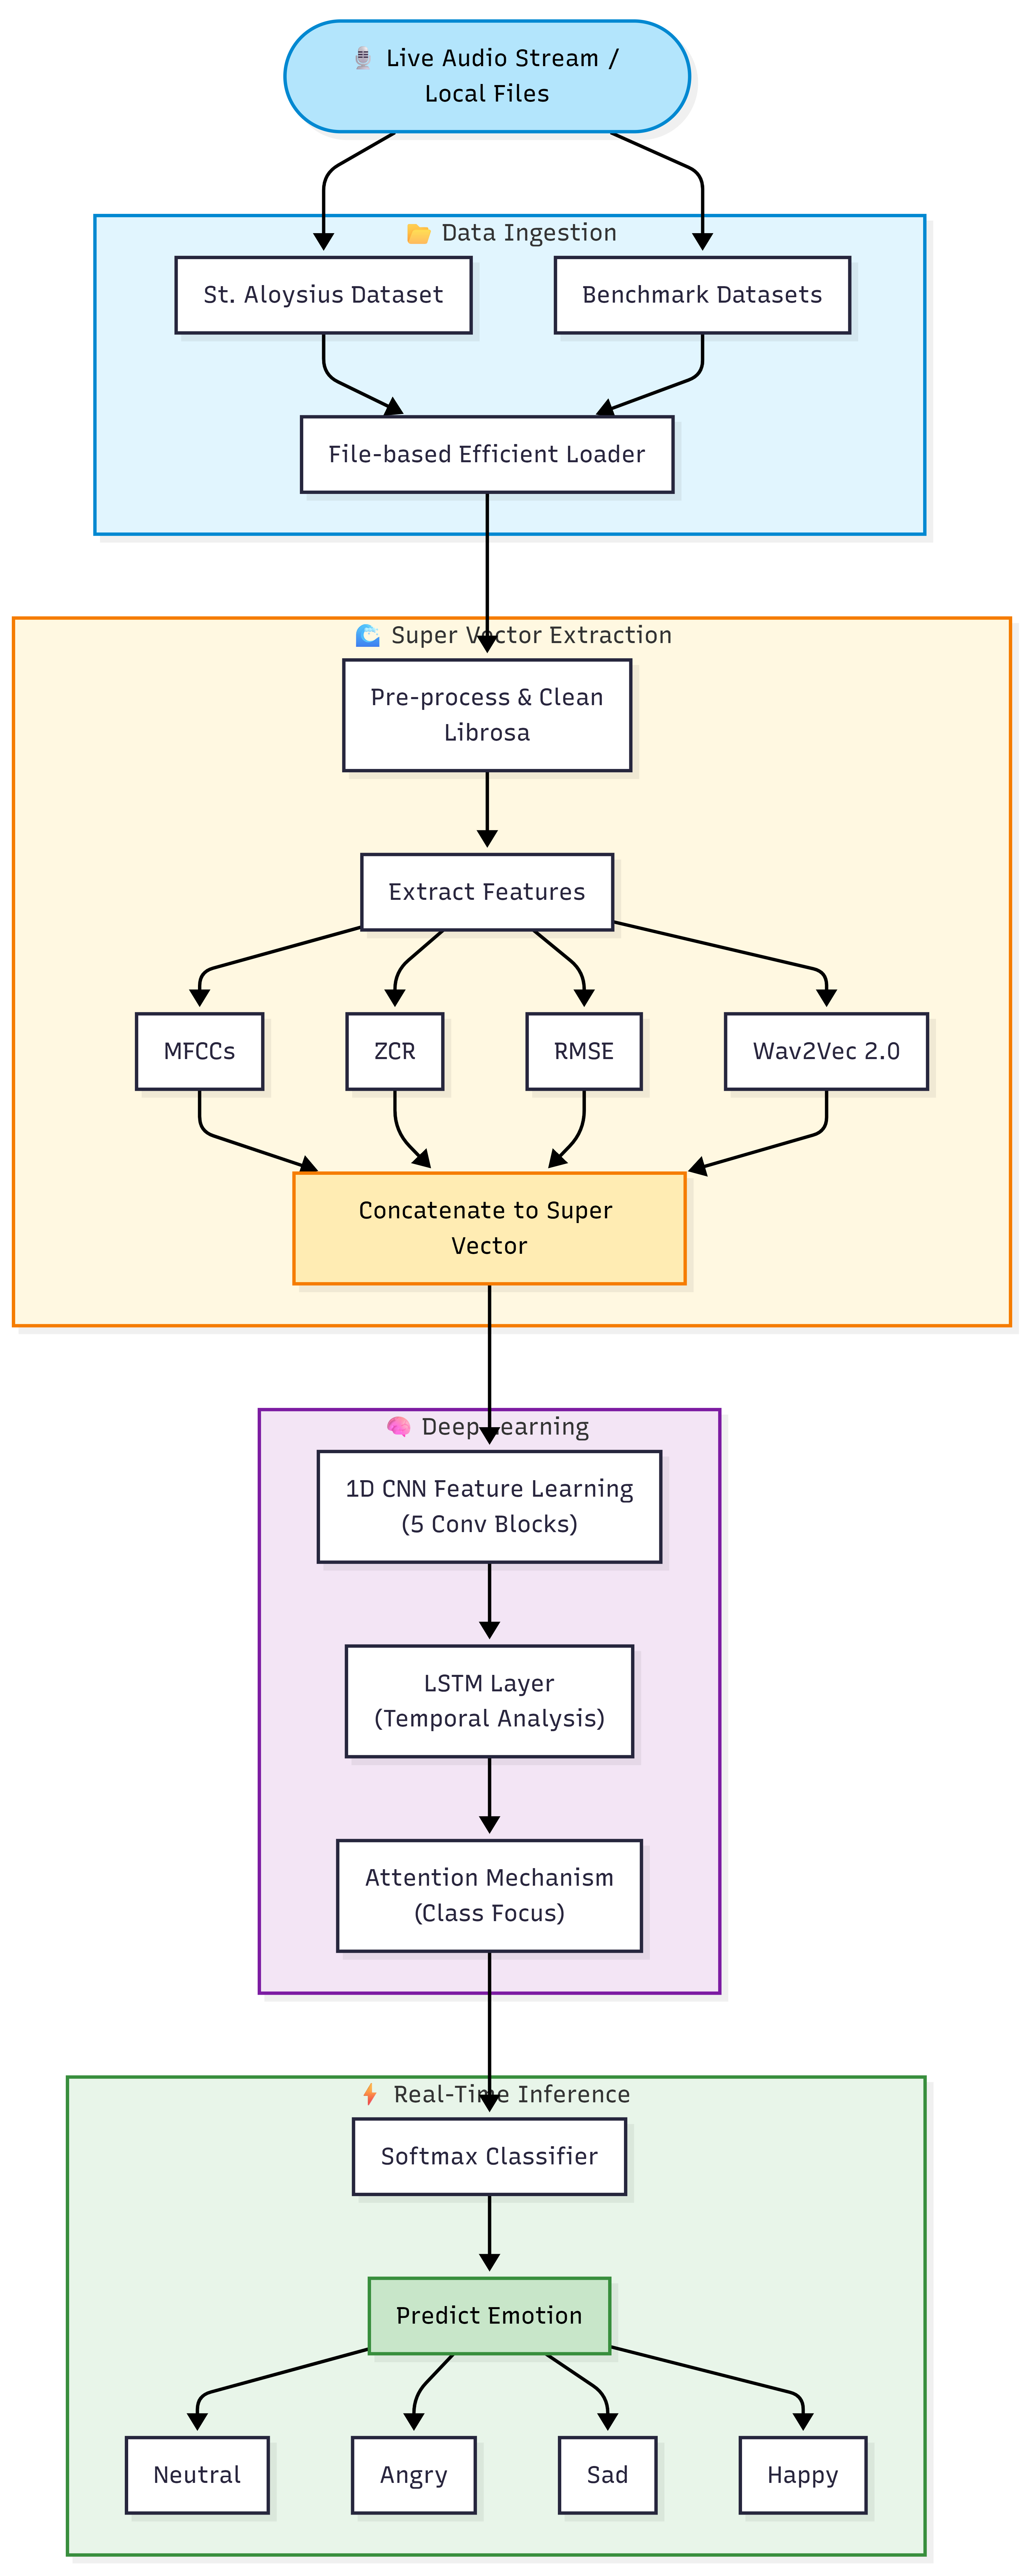 Live Audio Stream /
Local Files
Data Ingestion
St. Aloysius Dataset
Benchmark Datasets
File-based Efficient Loader
Super Vector Extraction
Pre-process & Clean
Librosa
Extract Features
MFCCs
ZCR
RMSE
Wav2Vec 2.0
Concatenate to Super
Vector
Deep Learning
1D CNN Feature Learning
(5 Conv Blocks)
LSTM Layer
(Temporal Analysis)
Attention Mechanism
(Class Focus)
Real-Time Inference
Softmax Classifier
Predict Emotion
Neutral
Angry
Sad
Happy